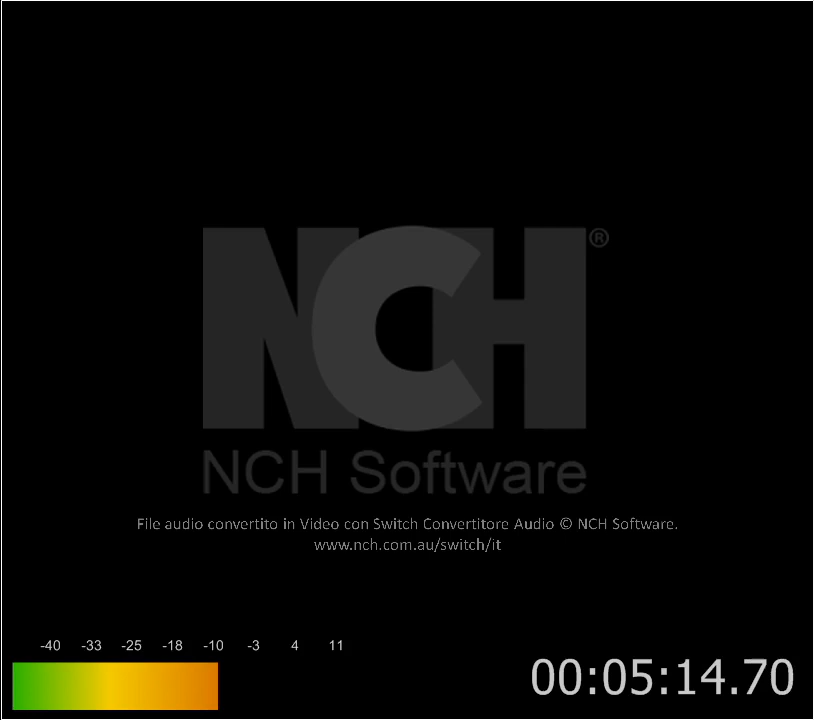 NCH®
NCH Software
File audio convertito in Video con Switch Convertitore Audio © NCH Software.
www.nch.com.au/switch/it
-40 -33 -25 -18 -10 -3 4 11
00:05:14.70